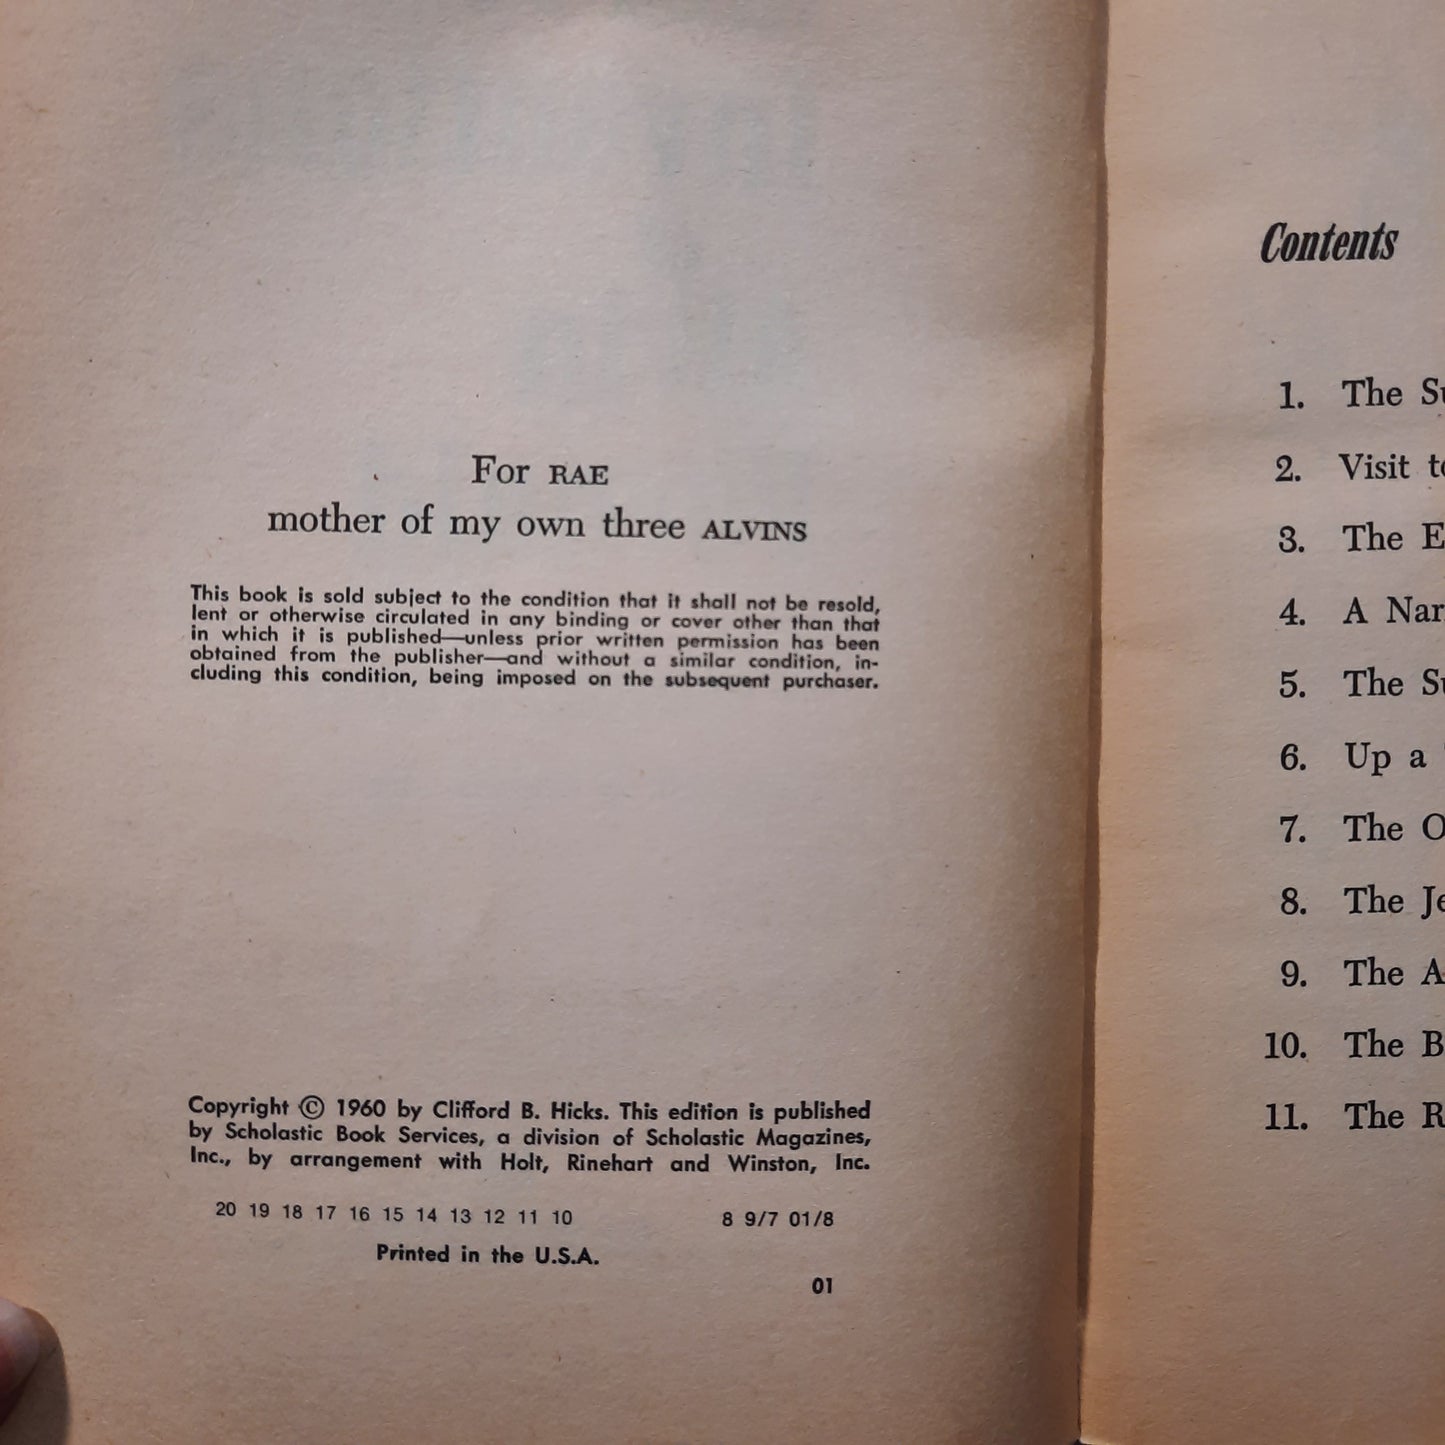 For RAE
mother of my own three ALVINS
This book is sold subject to the condition that it shall not be resold,
lent or otherwise circulated in any binding or cover other than that
in which it is published—unless prior written permission has been
obtained from the publisher—and without a similar condition, in-
cluding this condition, being imposed on the subsequent purchaser.
Copyright © 1960 by Clifford B. Hicks. This edition is published
by Scholastic Book Services, a division of Scholastic Magazines,
Inc., by arrangement with Holt, Rinehart and Winston, Inc.
20 19 18 17 16 15 14 13 12 11 10 8 9/7 01/8
Printed in the U.S.A.
01
Contents
1. The
2. Visit
3. The
4. A
5. The
6. Up a
7. The
8. The
9. The
10. The
11. The